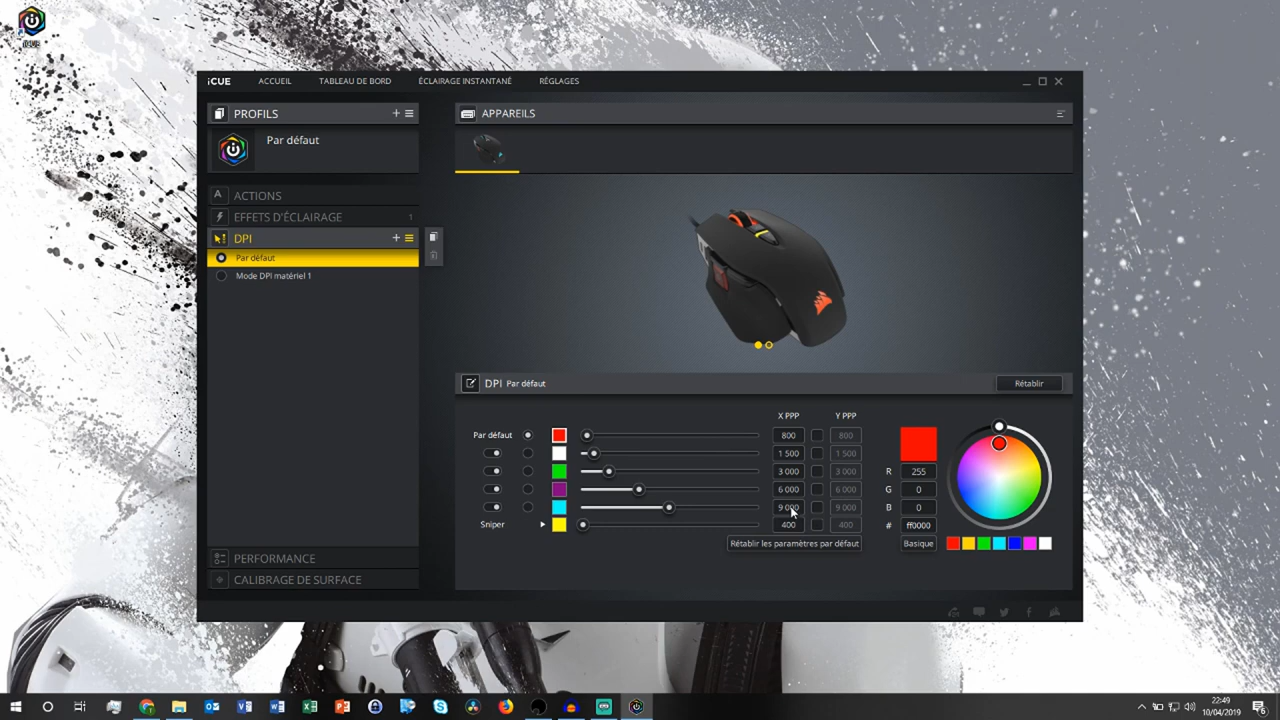 iCUE
iCUE ACCUEIL TABLEAU DE BORD ÉCLAIRAGE INSTANTANÉ RÉGLAGES
PROFILS
Par défaut
ACTIONS
EFFETS D'ÉCLAIRAGE 1
DPI
Par défaut
Mode DPI matériel 1
PERFORMANCE
CALIBRAGE DE SURFACE
APPAREILS
DPI Par défaut
Rétablir
X PPP Y PPP
Par défaut 800 800
1 500 1 500
3 000 3 000
6 000 6 000
9 000 9 000
Sniper 400 400
Rétablir les paramètres par défaut
R 255
G 0
B 0
# ff0000
Basique
22:49
10/04/2019